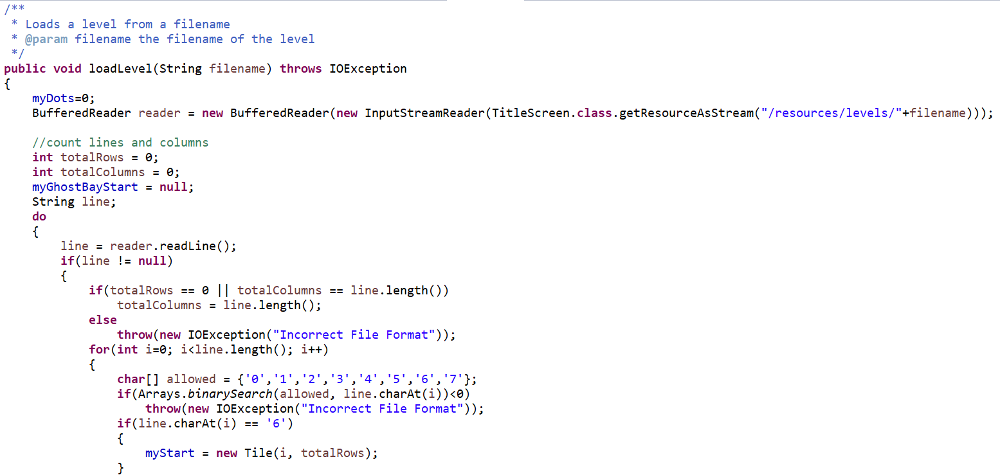 /**
 * Loads a level from a filename
 * @param filename the filename of the level
 */
public void loadLevel(String filename) throws IOException
{
    myDots=0;
    BufferedReader reader = new BufferedReader(new InputStreamReader(TitleScreen.class.getResourceAsStream("/resources/levels/"+filename)));

    //count lines and columns
    int totalRows = 0;
    int totalColumns = 0;
    myGhostBayStart = null;
    String line;
    do
    {
        line = reader.readLine();
        if(line != null)
        {
            if(totalRows == 0 || totalColumns == line.length())
                totalColumns = line.length();
            else
                throw(new IOException("Incorrect File Format"));
            for(int i=0; i<line.length(); i++)
            {
                char[] allowed = {'0','1','2','3','4','5','6','7'};
                if(Arrays.binarySearch(allowed, line.charAt(i))<0)
                    throw(new IOException("Incorrect File Format"));
                if(line.charAt(i) == '6')
                {
                    myStart = new Tile(i, totalRows);
                }